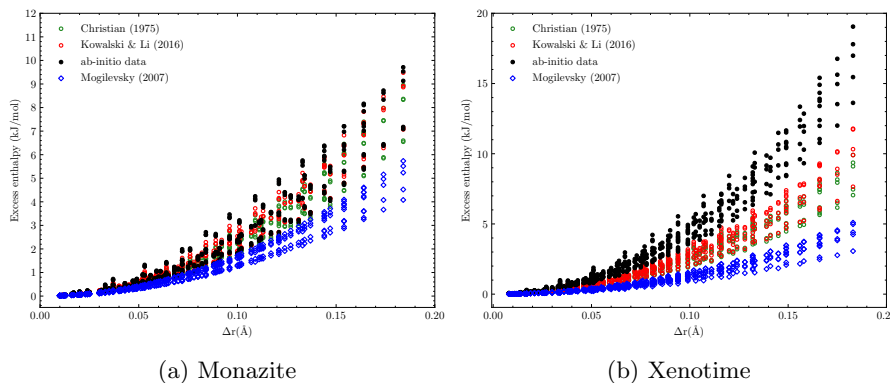 Christian (1975)
Kowalski & Li (2016)
ab-initio data
Mogilevsky (2007)
Excess enthalpy (kJ/mol)
12
11
10
9
8
7
6
5
4
3
2
1
0
0.00
0.05
0.10
0.15
0.20
Δr(Å)
(a) Monazite
Christian (1975)
Kowalski & Li (2016)
ab-initio data
Mogilevsky (2007)
Excess enthalpy (kJ/mol)
20
15
10
5
0
0.00
0.05
0.10
0.15
0.20
Δr(Å)
(b) Xenotime